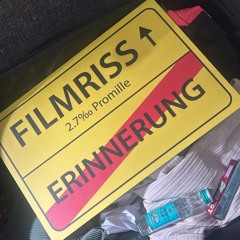 FILMRISS ↑
2.7‰ Promille
ERINNERUNG